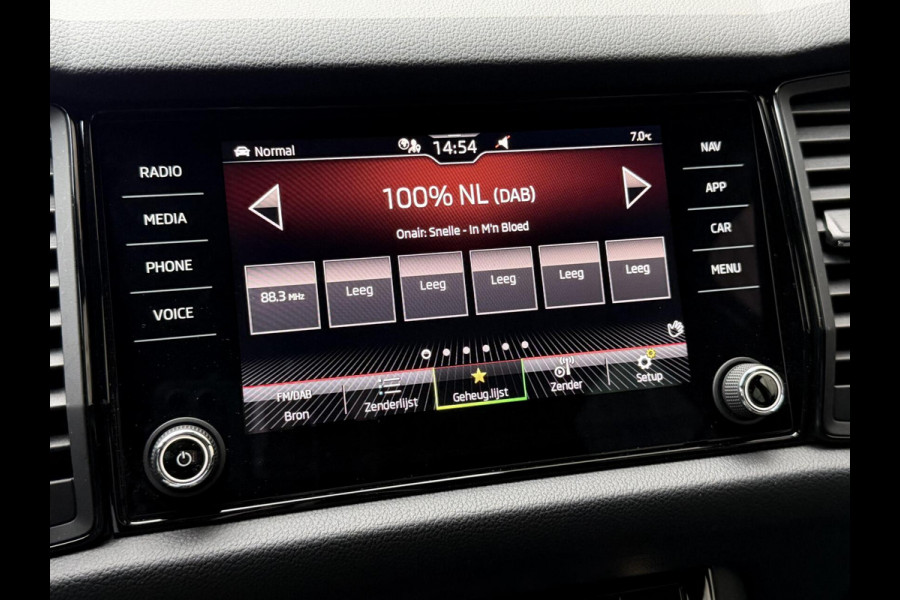 Normal
14:54
7.0°C
100% NL (DAB)
Onair: Snelle - In M'n Bloed
88.3 MHz
Leeg
Leeg
Leeg
Leeg
Leeg
FM/DAB
Bron
Zenderlijst
Geheug.lijst
Zender
Setup
RADIO
MEDIA
PHONE
VOICE
NAV
APP
CAR
MENU